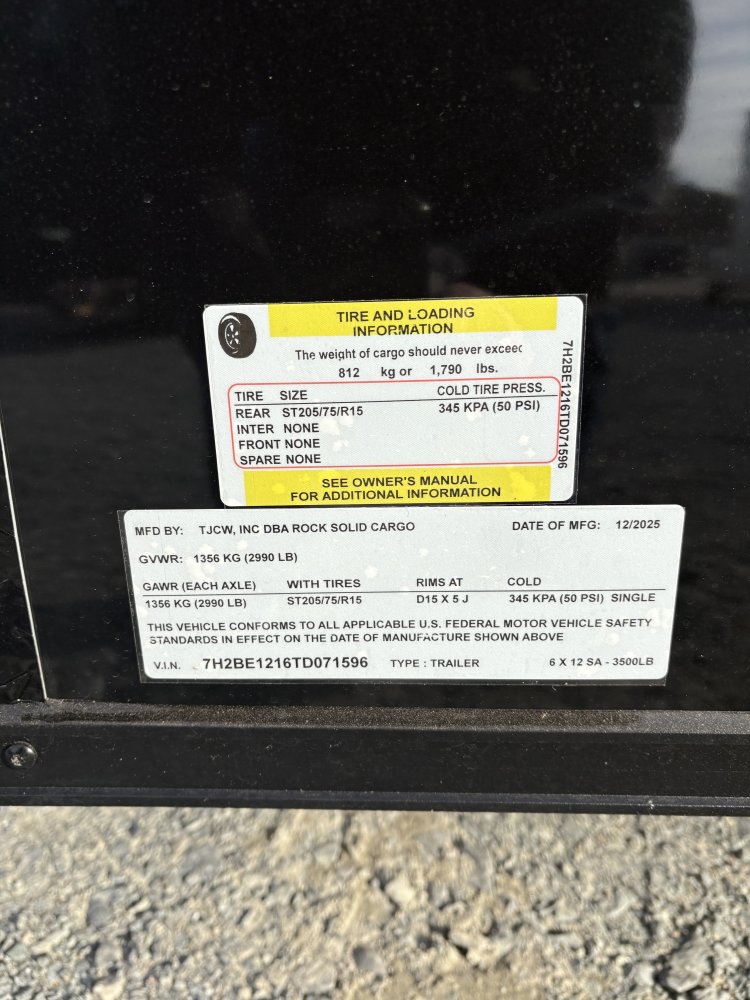 TIRE AND LOADING
INFORMATION
The weight of cargo should never exceed
812 kg or 1,790 lbs.
TIRE SIZE COLD TIRE PRESS.
REAR ST205/75/R15 345 KPA (50 PSI)
INTER NONE
FRONT NONE
SPARE NONE
SEE OWNER'S MANUAL
FOR ADDITIONAL INFORMATION
7H2BE1216TD071596
MFD BY: TJCW, INC DBA ROCK SOLID CARGO DATE OF MFG: 12/2025
GVWR: 1356 KG (2990 LB)
GAWR (EACH AXLE) WITH TIRES RIMS AT COLD
1356 KG (2990 LB) ST205/75/R15 D15 X 5 J 345 KPA (50 PSI) SINGLE
THIS VEHICLE CONFORMS TO ALL APPLICABLE U.S. FEDERAL MOTOR VEHICLE SAFETY
STANDARDS IN EFFECT ON THE DATE OF MANUFACTURE SHOWN ABOVE
V.I.N. 7H2BE1216TD071596 TYPE : TRAILER 6 X 12 SA - 3500LB